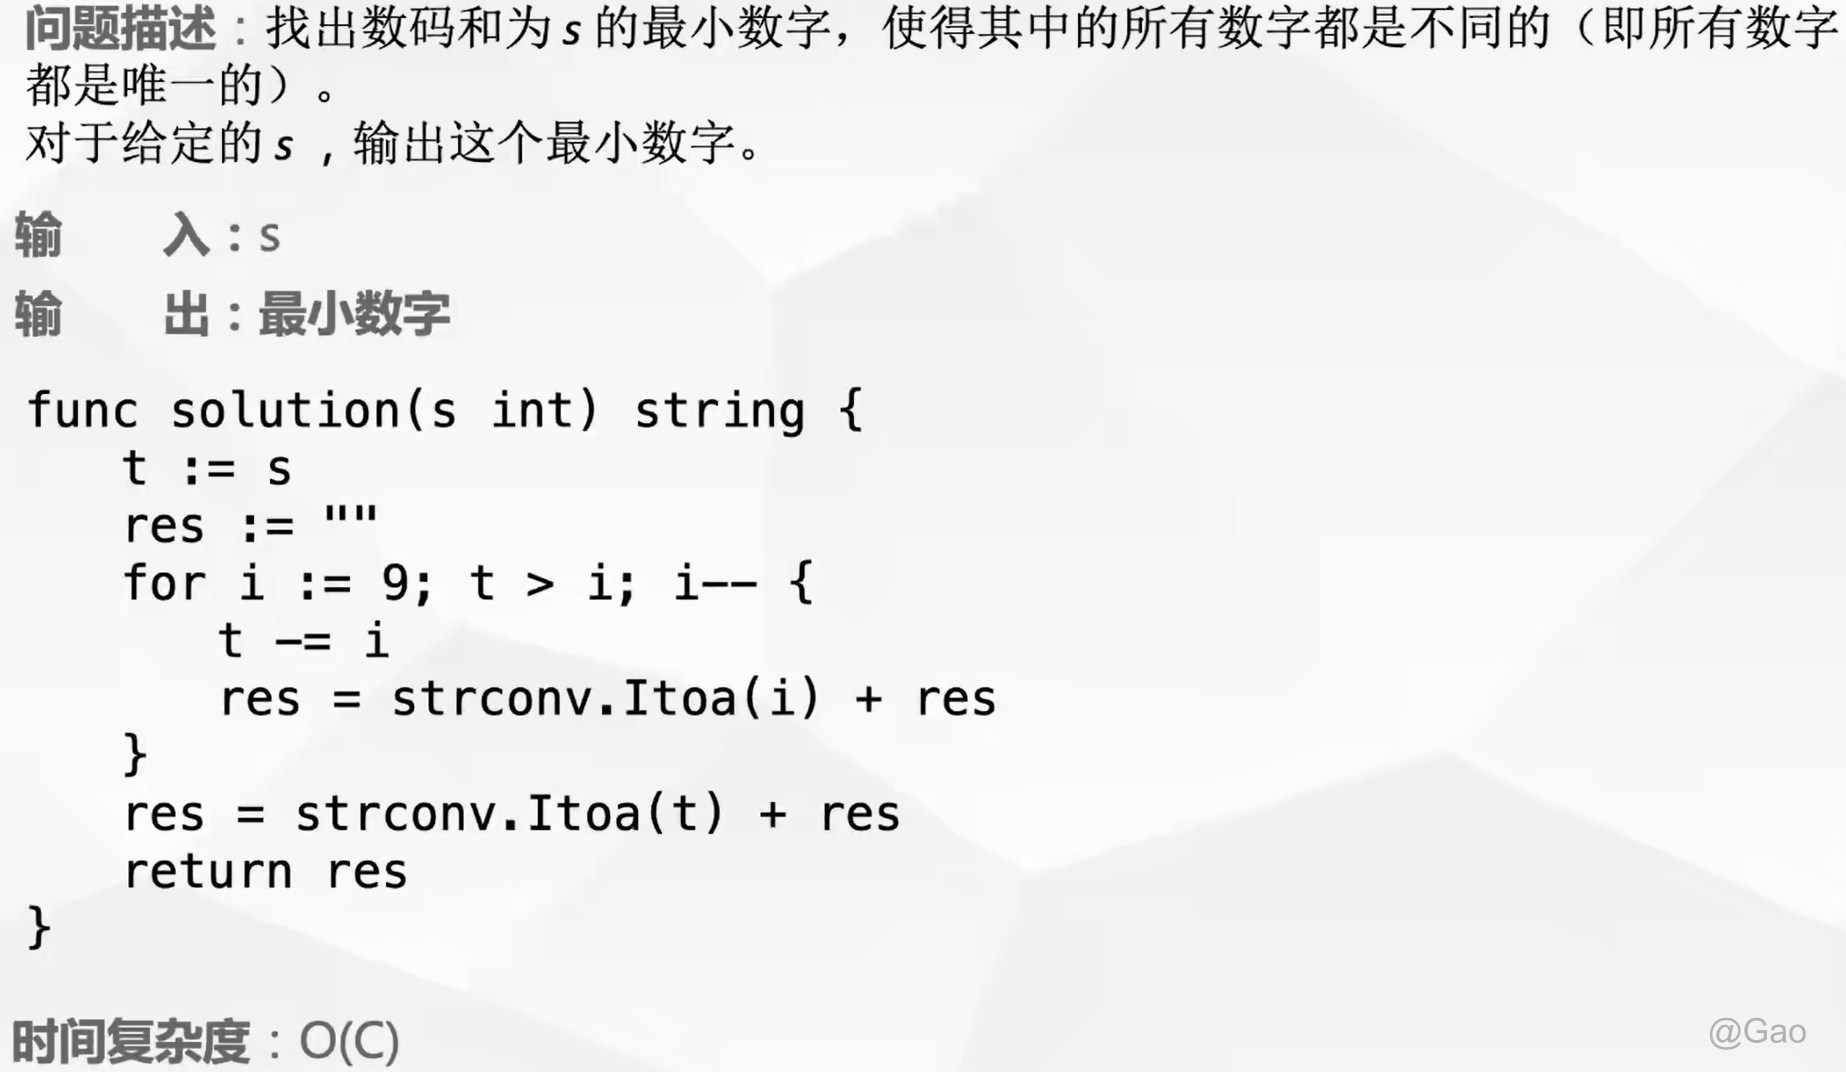 问题描述：找出数码和为 s 的最小数字，使得其中的所有数字都是不同的（即所有数字
都是唯一的）。
对于给定的 s ，输出这个最小数字。
输 入：s
输 出：最小数字
func solution(s int) string {
    t := s
    res := ""
    for i := 9; t > i; i-- {
        t -= i
        res = strconv.Itoa(i) + res
    }
    res = strconv.Itoa(t) + res
    return res
}
时间复杂度：O(C)
@Gao